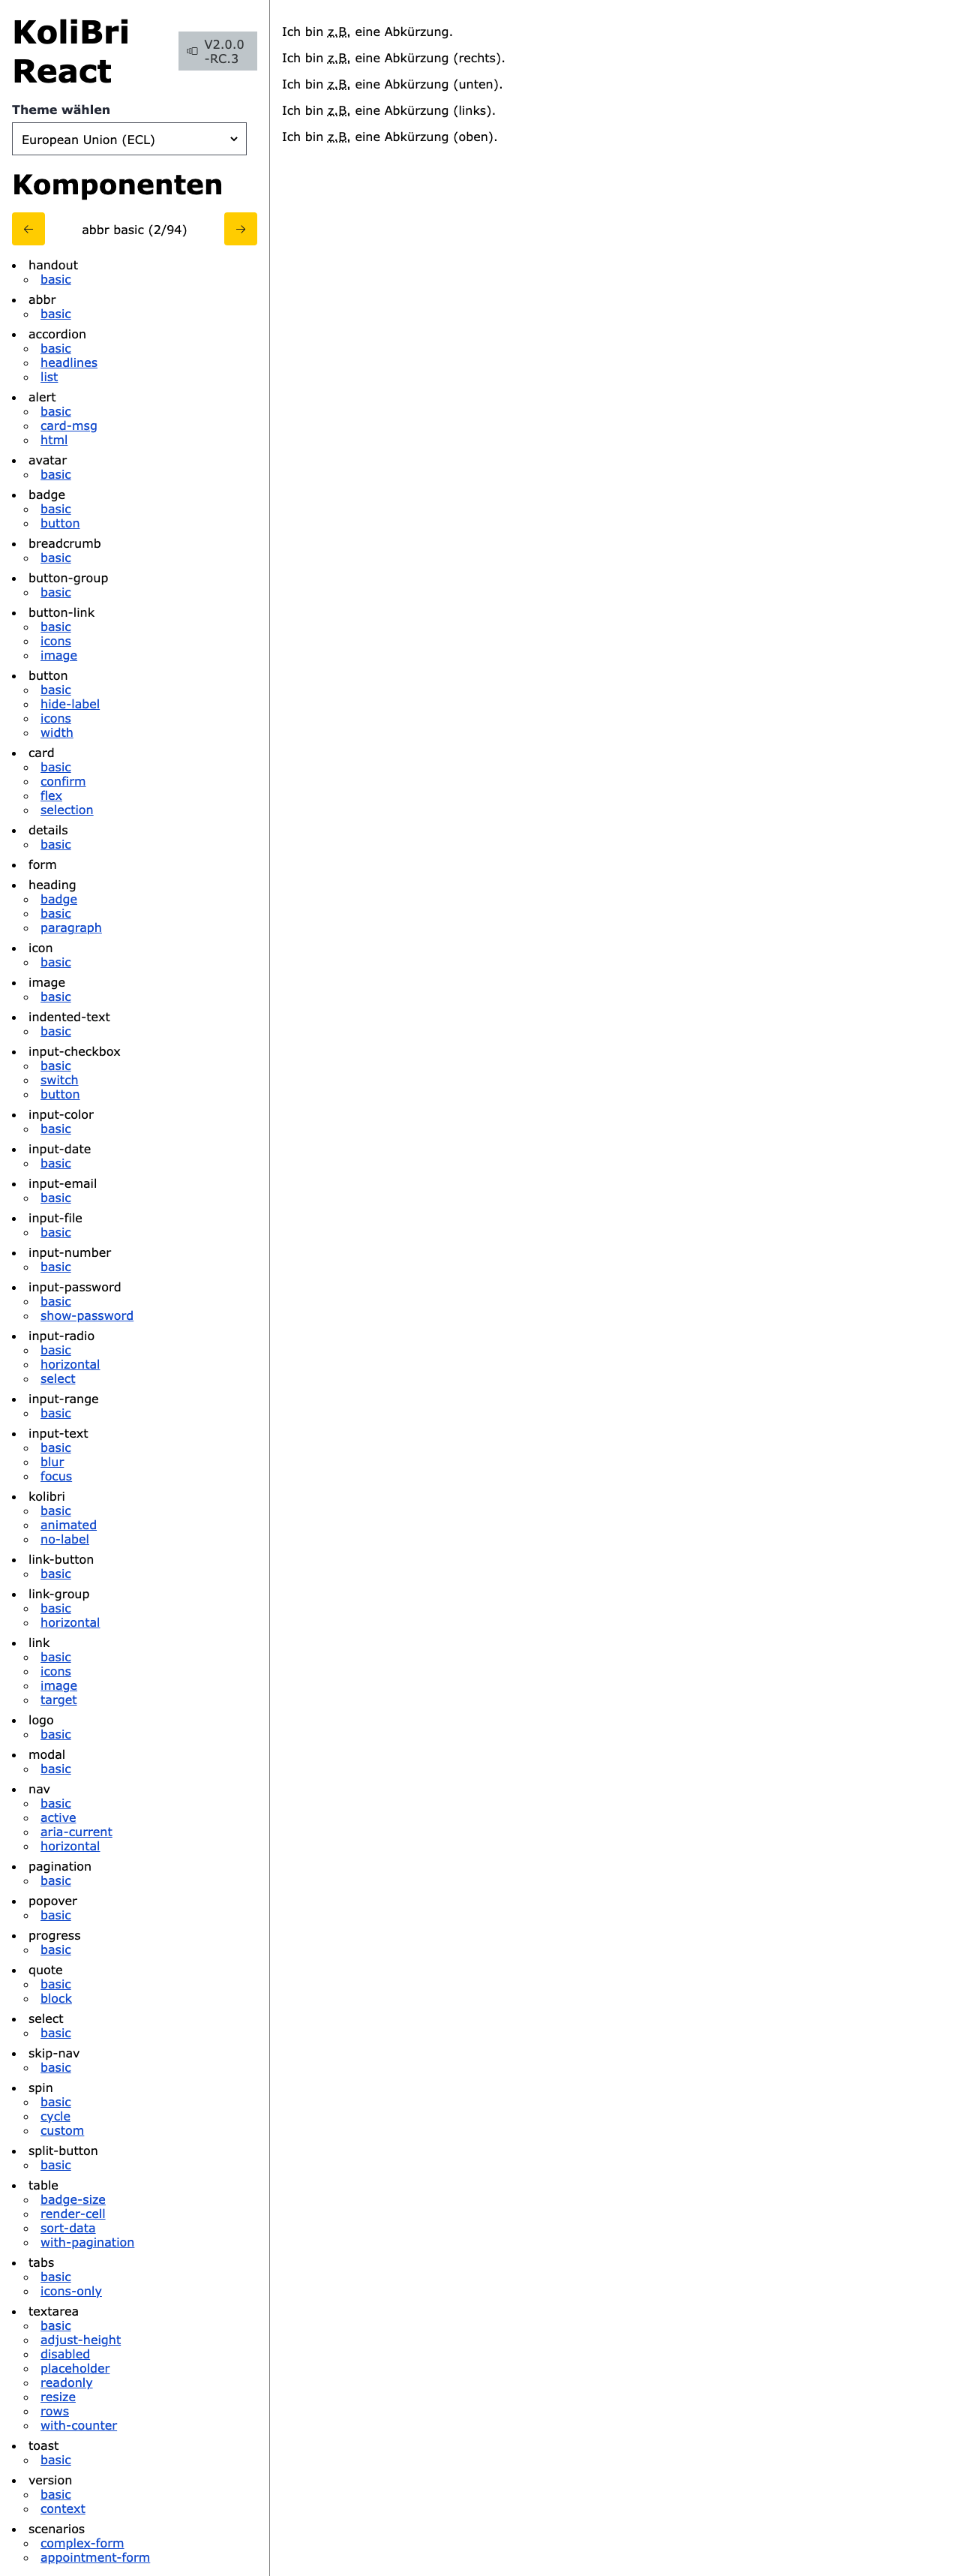 KoliBri
React
V2.0.0
-RC.3
Theme wählen
European Union (ECL)
Komponenten
← abbr basic (2/94) →
handout
basic
abbr
basic
accordion
basic
headlines
list
alert
basic
card-msg
html
avatar
basic
badge
basic
button
breadcrumb
basic
button-group
basic
button-link
basic
icons
image
button
basic
hide-label
icons
width
card
basic
confirm
flex
selection
details
basic
form
heading
badge
basic
paragraph
icon
basic
image
basic
indented-text
basic
input-checkbox
basic
switch
button
input-color
basic
input-date
basic
input-email
basic
input-file
basic
input-number
basic
input-password
basic
show-password
input-radio
basic
horizontal
select
input-range
basic
input-text
basic
blur
focus
kolibri
basic
animated
no-label
link-button
basic
link-group
basic
horizontal
link
basic
icons
image
target
logo
basic
modal
basic
nav
basic
active
aria-current
horizontal
pagination
basic
popover
basic
progress
basic
quote
basic
block
select
basic
skip-nav
basic
spin
basic
cycle
custom
split-button
basic
table
badge-size
render-cell
sort-data
with-pagination
tabs
basic
icons-only
textarea
basic
adjust-height
disabled
placeholder
readonly
resize
rows
with-counter
toast
basic
version
basic
context
scenarios
complex-form
appointment-form
Ich bin z.B. eine Abkürzung.
Ich bin z.B. eine Abkürzung (rechts).
Ich bin z.B. eine Abkürzung (unten).
Ich bin z.B. eine Abkürzung (links).
Ich bin z.B. eine Abkürzung (oben).